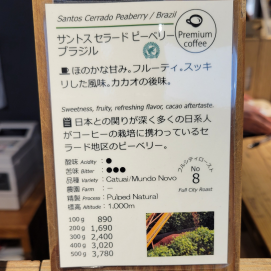 Santos Cerrado Peaberry / Brazil
サントス セラード ピーベリー
ブラジル
Premium
coffee
ほのかな甘み。フルーティ。スッキ
リした風味。カカオの後味。
Sweetness, fruity, refreshing flavor, cacao aftertaste.
日本との関りが深く多くの日系人
がコーヒーの栽培に携わっているセ
ラード地区のピーベリー。
酸味 Acidity : ●
苦味 Bitter : ●●●
品種 Variety : Catuai/Mundo Novo
農園 Farm : －
精製 Process : Pulped Natural
標高 Altitude : 1,000m
フルシティロースト
No
8
Full City Roast
100g 890
200g 1,690
300g 2,400
400g 3,020
500g 3,780